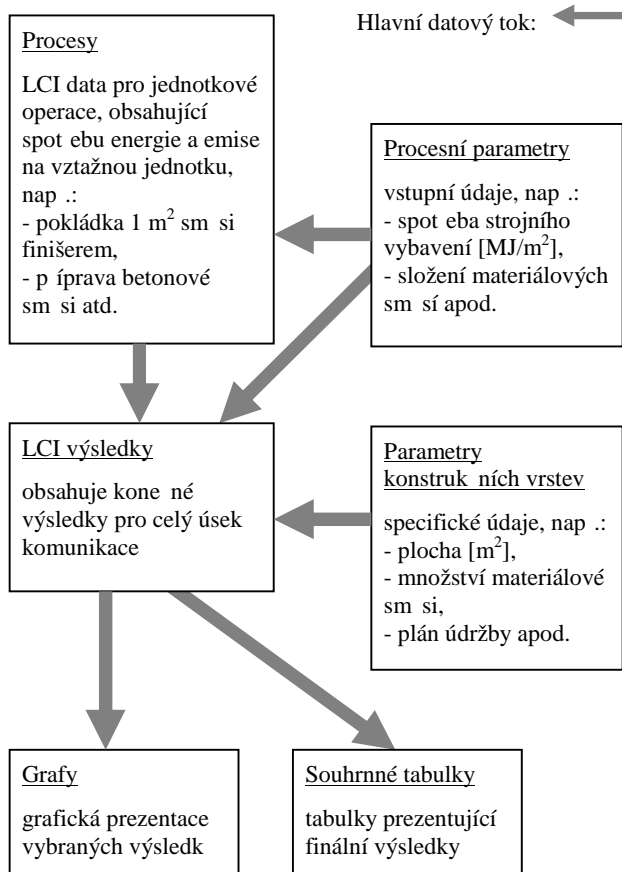 Hlavní datový tok:
Procesy
LCI data pro jednotkové
operace, obsahující
spot ebu energie a emise
na vztažnou jednotku,
nap .:
- pokládka 1 m² sm si
finišerem,
- p íprava betonové
sm si atd.
Procesní parametry
vstupní údaje, nap .:
- spot eba strojního
vybavení [MJ/m²],
- složení materiálových
sm sí apod.
LCI výsledky
obsahuje kone né
výsledky pro celý úsek
komunikace
Parametry
konstruk ních vrstev
specifické údaje, nap .:
- plocha [m²],
- množství materiálové
sm si,
- plán údržby apod.
Grafy
grafická prezentace
vybraných výsledk
Souhrnné tabulky
tabulky prezentující
finální výsledky